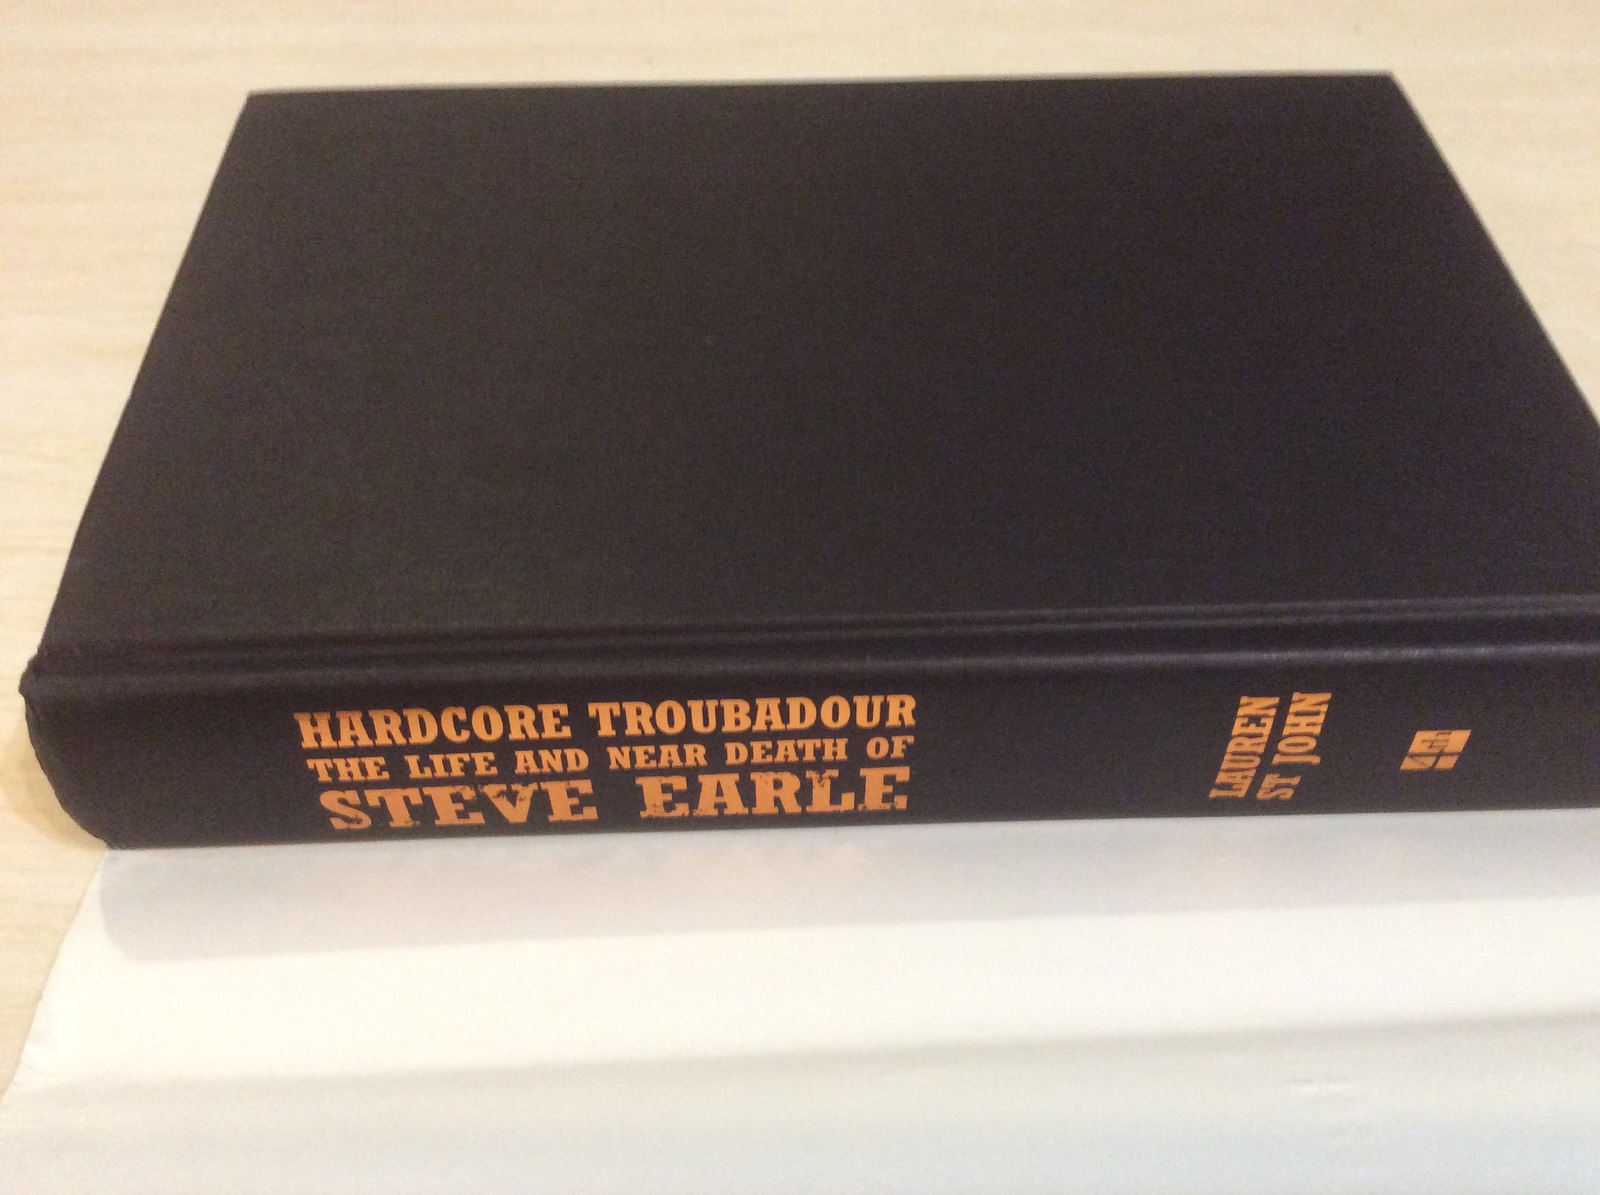 HARDCORE TROUBADOUR
THE LIFE AND NEAR DEATH OF
STEVE EARLE
LAUREN
ST JOHN